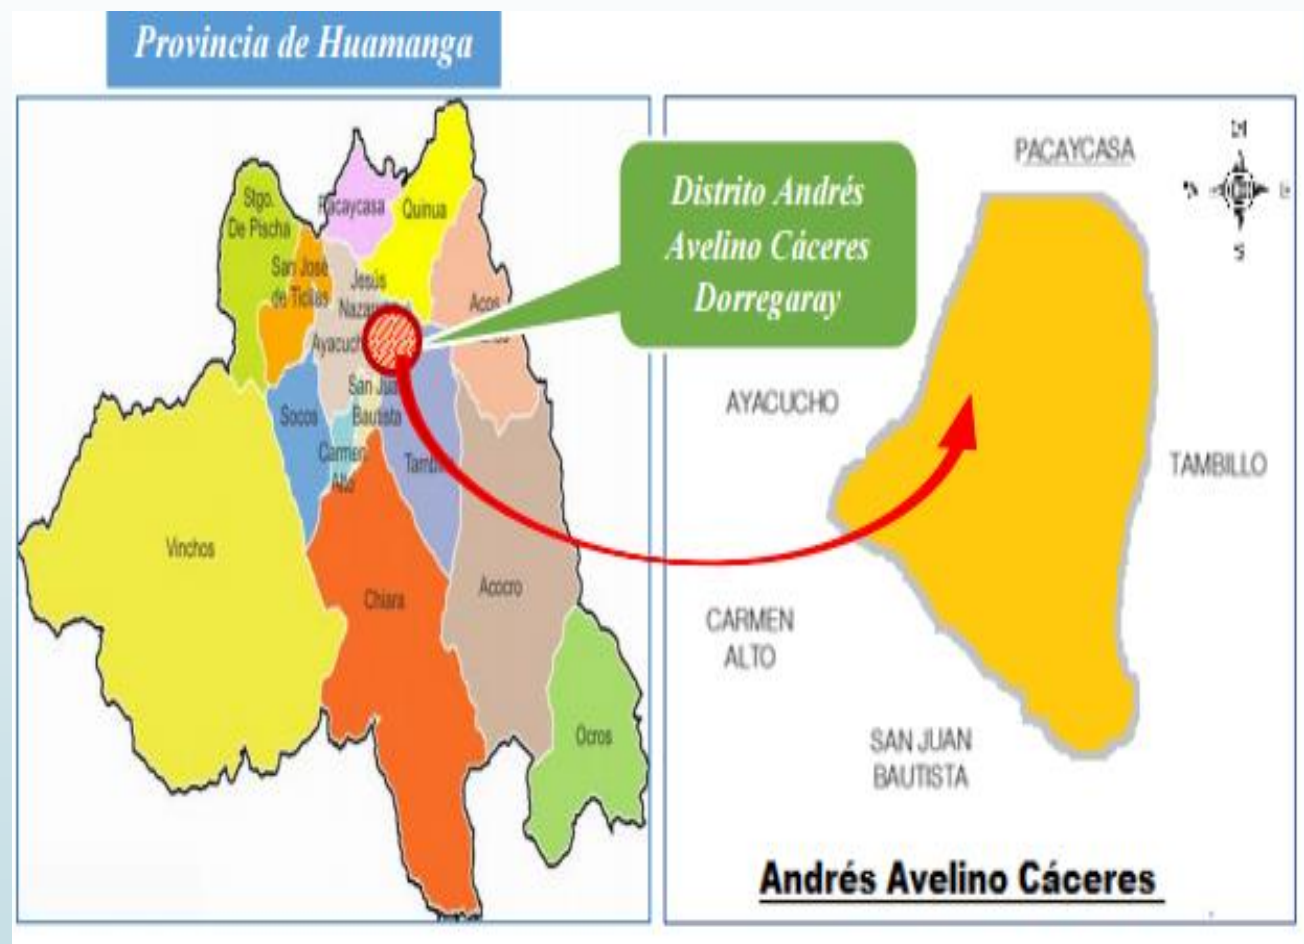 Provincia de Huamanga
Stgo.
De Pischa
Pacaycasa
Quinua
San José
de Ticllas
Jesús
Acos
Ayacucho
San Juan
Bautista
Socos
Carmen
Alto
Vinchos
Chiara
Acocro
Ocros
Distrito Andrés
Avelino Cáceres
Dorregaray
PACAYCASA
S
AYACUCHO
TAMBILLO
CARMEN
ALTO
SAN JUAN
BAUTISTA
Andrés Avelino Cáceres